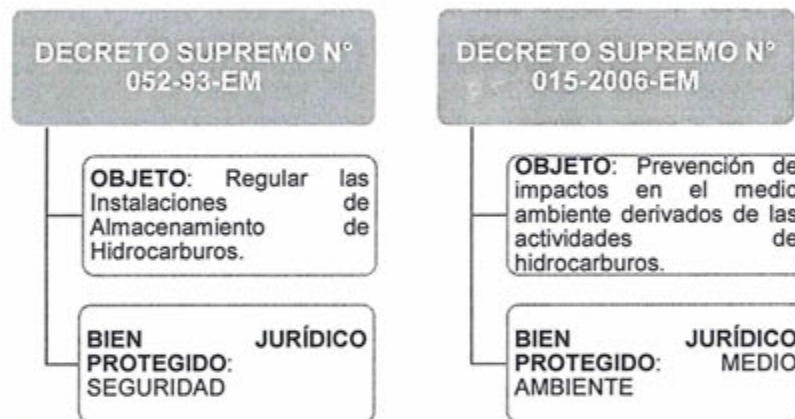 DECRETO SUPREMO N°
052-93-EM
OBJETO: Regular las
Instalaciones de
Almacenamiento de
Hidrocarburos.
BIEN JURÍDICO
PROTEGIDO:
SEGURIDAD
DECRETO SUPREMO N°
015-2006-EM
OBJETO: Prevención de
impactos en el medio
ambiente derivados de las
actividades de
hidrocarburos.
BIEN JURÍDICO
PROTEGIDO: MEDIO
AMBIENTE